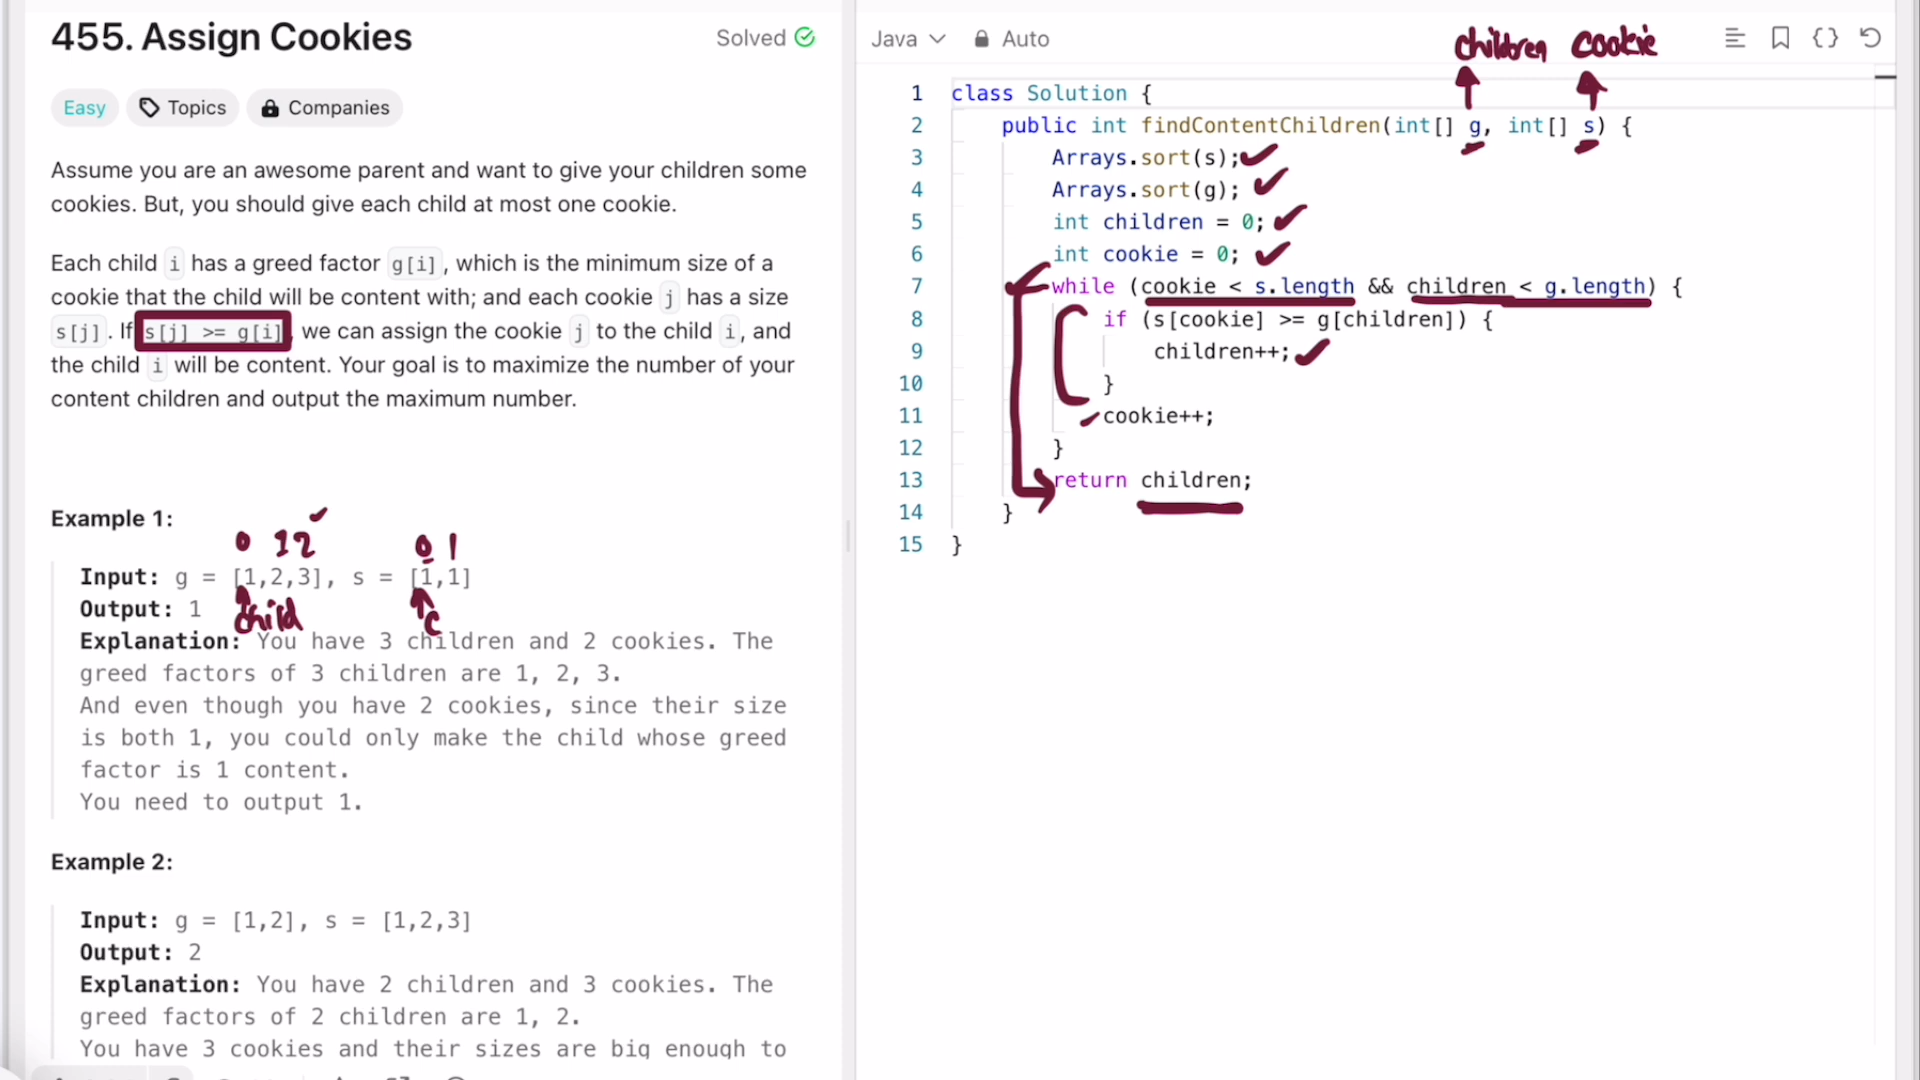 455. Assign Cookies
Solved
Easy
Topics
Companies
Assume you are an awesome parent and want to give your children some
cookies. But, you should give each child at most one cookie.
Each child i has a greed factor g[i], which is the minimum size of a
cookie that the child will be content with; and each cookie j has a size
s[j]. If s[j] >= g[i], we can assign the cookie j to the child i, and
the child i will be content. Your goal is to maximize the number of your
content children and output the maximum number.
Example 1:
0 1 2
0 1
Input: g = [1,2,3], s = [1,1]
Output: 1
child
c
Explanation: You have 3 children and 2 cookies. The
greed factors of 3 children are 1, 2, 3.
And even though you have 2 cookies, since their size
is both 1, you could only make the child whose greed
factor is 1 content.
You need to output 1.
Example 2:
Input: g = [1,2], s = [1,2,3]
Output: 2
Explanation: You have 2 children and 3 cookies. The
greed factors of 2 children are 1, 2.
You have 3 cookies and their sizes are big enough to
Java
Auto
children cookie
1 class Solution {
2 public int findContentChildren(int[] g, int[] s) {
3 Arrays.sort(s);
4 Arrays.sort(g);
5 int children = 0;
6 int cookie = 0;
7 while (cookie < s.length && children < g.length) {
8 if (s[cookie] >= g[children]) {
9 children++;
10 }
11 cookie++;
12 }
13 return children;
14 }
15 }